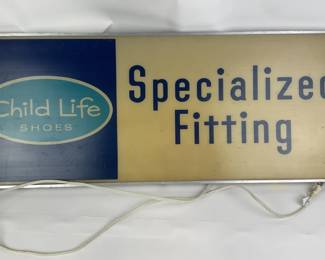 Child Life
SHOES
Specialized
Fitting